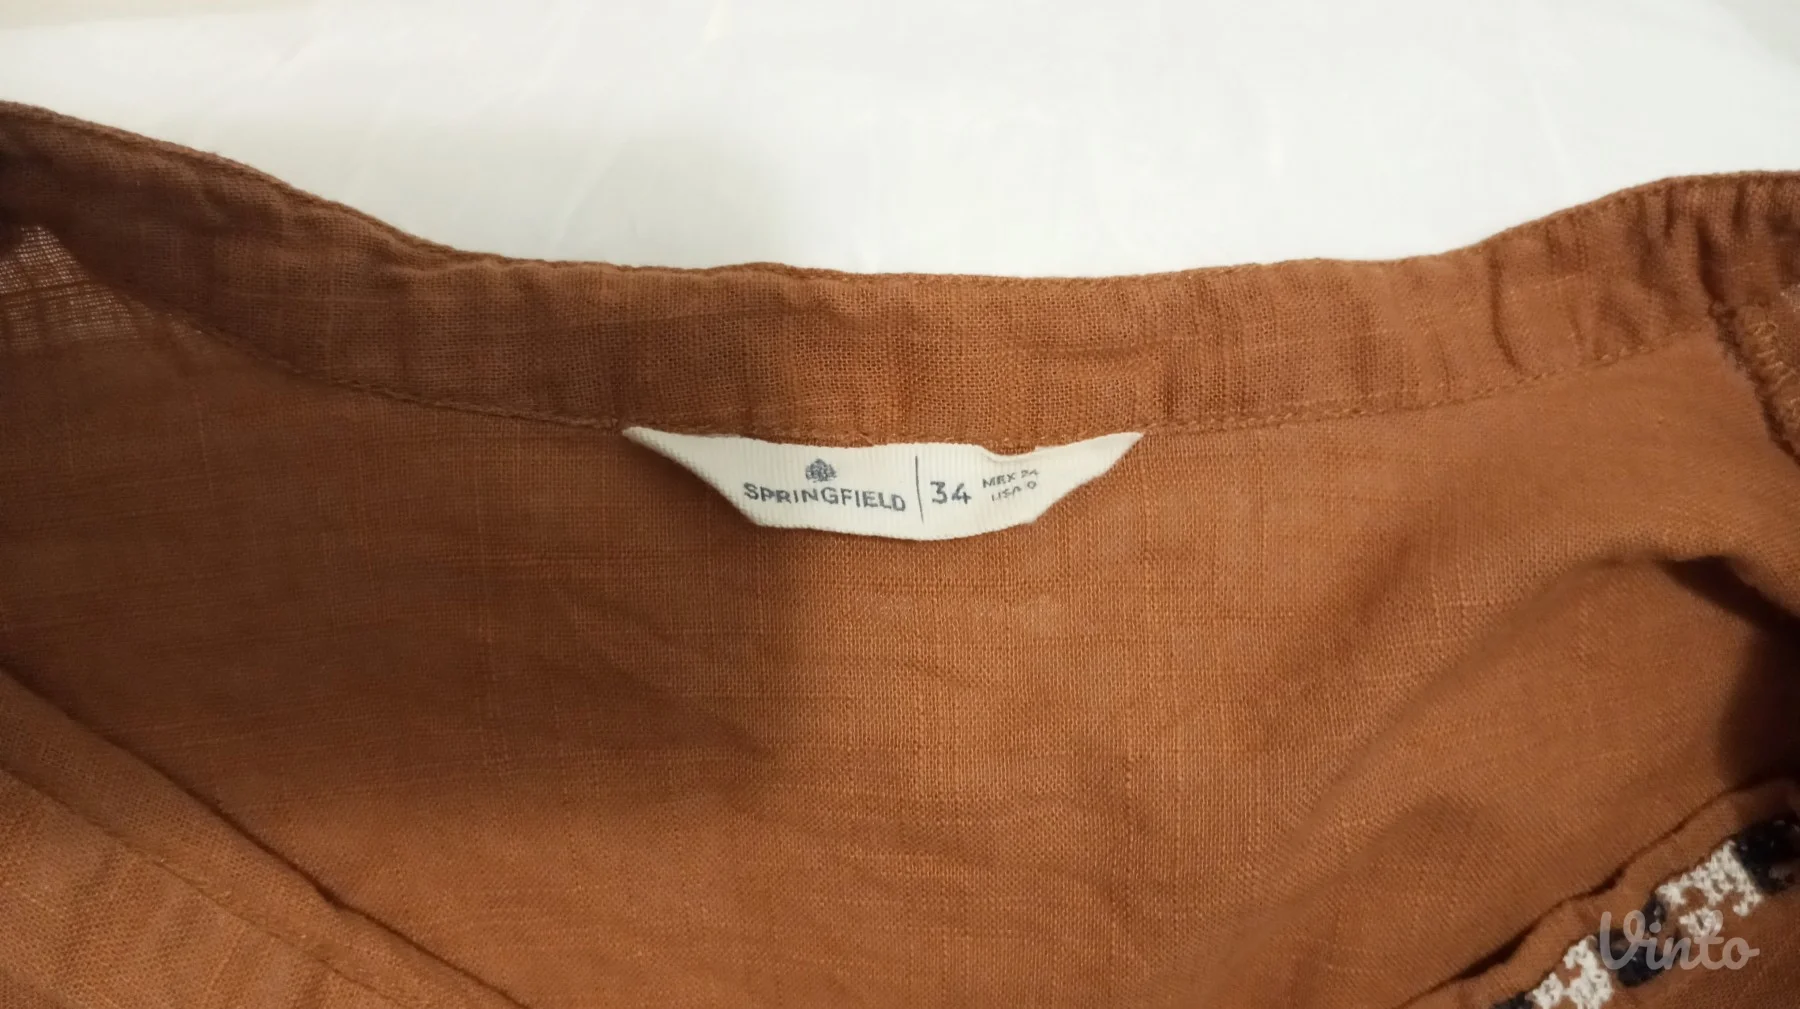 SPRINGFIELD
34
MEX 24
USA 0
Vinto